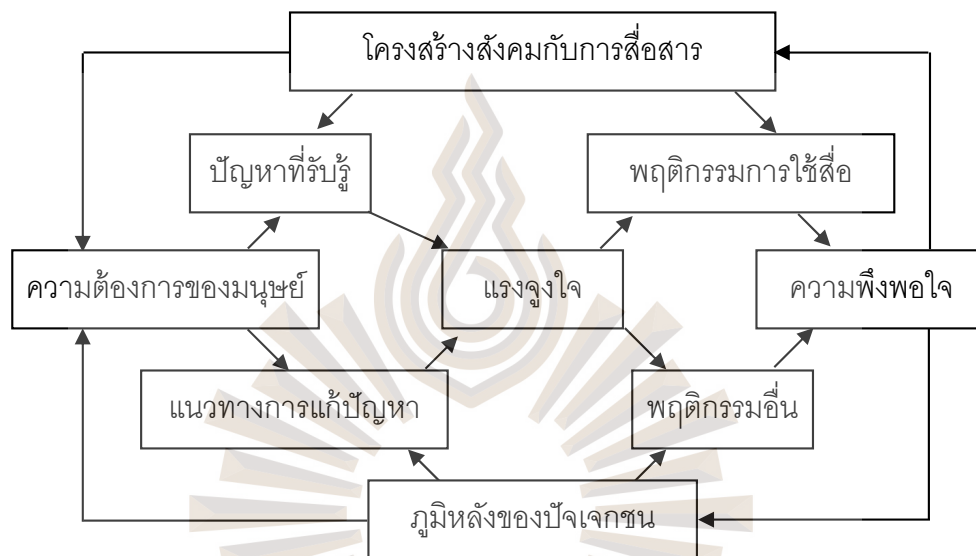 โครงสร้างสังคมกับการสื่อสาร
ปัญหาที่รับรู้
พฤติกรรมการใช้สื่อ
ความต้องการของมนุษย์
แรงจูงใจ
ความพึงพอใจ
แนวทางการแก้ปัญหา
พฤติกรรมอื่น
ภูมิหลังของปัจเจกชน